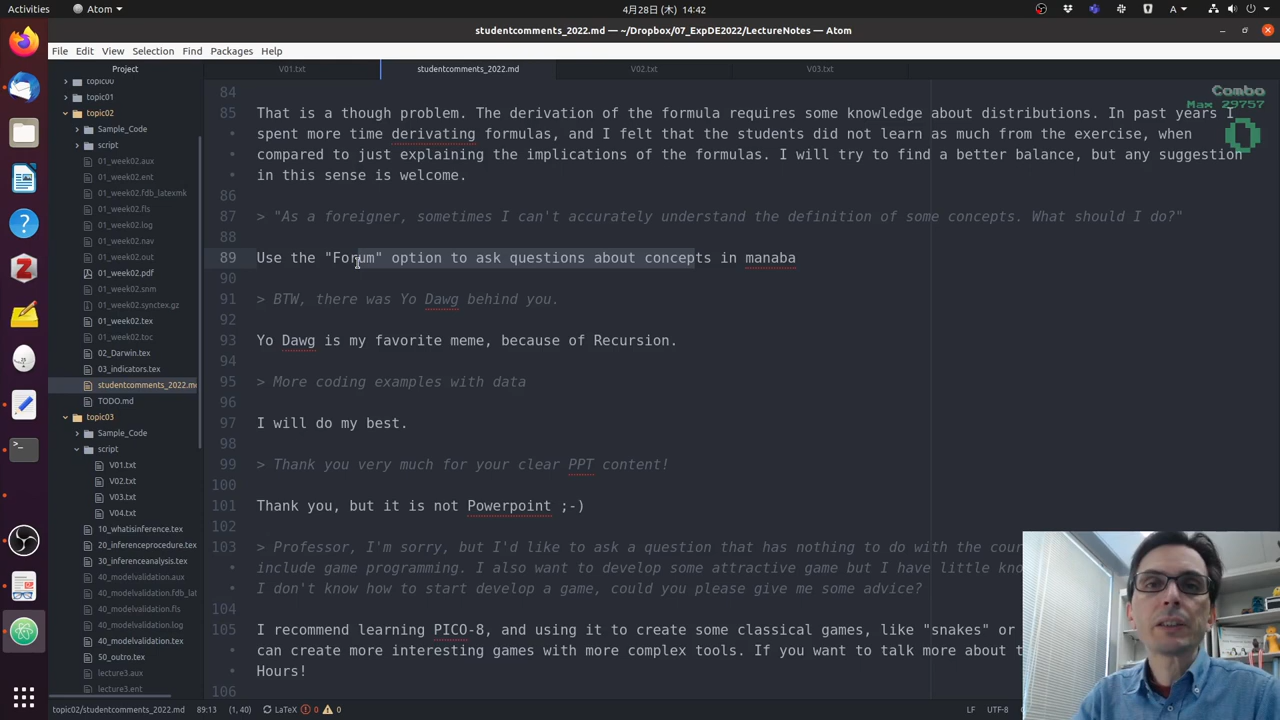 Activities
Atom
4月28日 (木) 14:42
A
studentcomments_2022.md — ~/Dropbox/07_ExpDE2022/LectureNotes — Atom
File Edit View Selection Find Packages Help
Project
V01.txt
studentcomments_2022.md
V02.txt
V03.txt
topic00
topic01
topic02
Sample_Code
script
01_week02.aux
01_week02.ent
01_week02.fdb_latexmk
01_week02.fls
01_week02.log
01_week02.nav
01_week02.out
01_week02.pdf
01_week02.snm
01_week02.synctex.gz
01_week02.tex
01_week02.toc
02_Darwin.tex
03_indicators.tex
studentcomments_2022.md
TODO.md
topic03
Sample_Code
script
V01.txt
V02.txt
V03.txt
V04.txt
10_whatisinference.tex
20_inferenceprocedure.tex
30_inferenceanalysis.tex
40_modelvalidation.aux
40_modelvalidation.fdb_lat
40_modelvalidation.fls
40_modelvalidation.log
40_modelvalidation.tex
50_outro.tex
lecture3.aux
lecture3.ent
Combo
Max 29757
0
84
85 That is a though problem. The derivation of the formula requires some knowledge about distributions. In past years I
spent more time derivating formulas, and I felt that the students did not learn as much from the exercise, when
compared to just explaining the implications of the formulas. I will try to find a better balance, but any suggestion
in this sense is welcome.
86
87 > "As a foreigner, sometimes I can't accurately understand the definition of some concepts. What should I do?"
88
89 Use the "Forum" option to ask questions about concepts in manaba
90
91 > BTW, there was Yo Dawg behind you.
92
93 Yo Dawg is my favorite meme, because of Recursion.
94
95 > More coding examples with data
96
97 I will do my best.
98
99 > Thank you very much for your clear PPT content!
100
101 Thank you, but it is not Powerpoint ;-)
102
103 > Professor, I'm sorry, but I'd like to ask a question that has nothing to do with the cour
include game programming. I also want to develop some attractive game but I have little kno
I don't know how to start develop a game, could you please give me some advice?
104
105 I recommend learning PICO-8, and using it to create some classical games, like "snakes" or
can create more interesting games with more complex tools. If you want to talk more about t
Hours!
106
topic02/studentcomments_2022.md 89:13 (1, 40) LaTeX 0 0 LF UTF-8